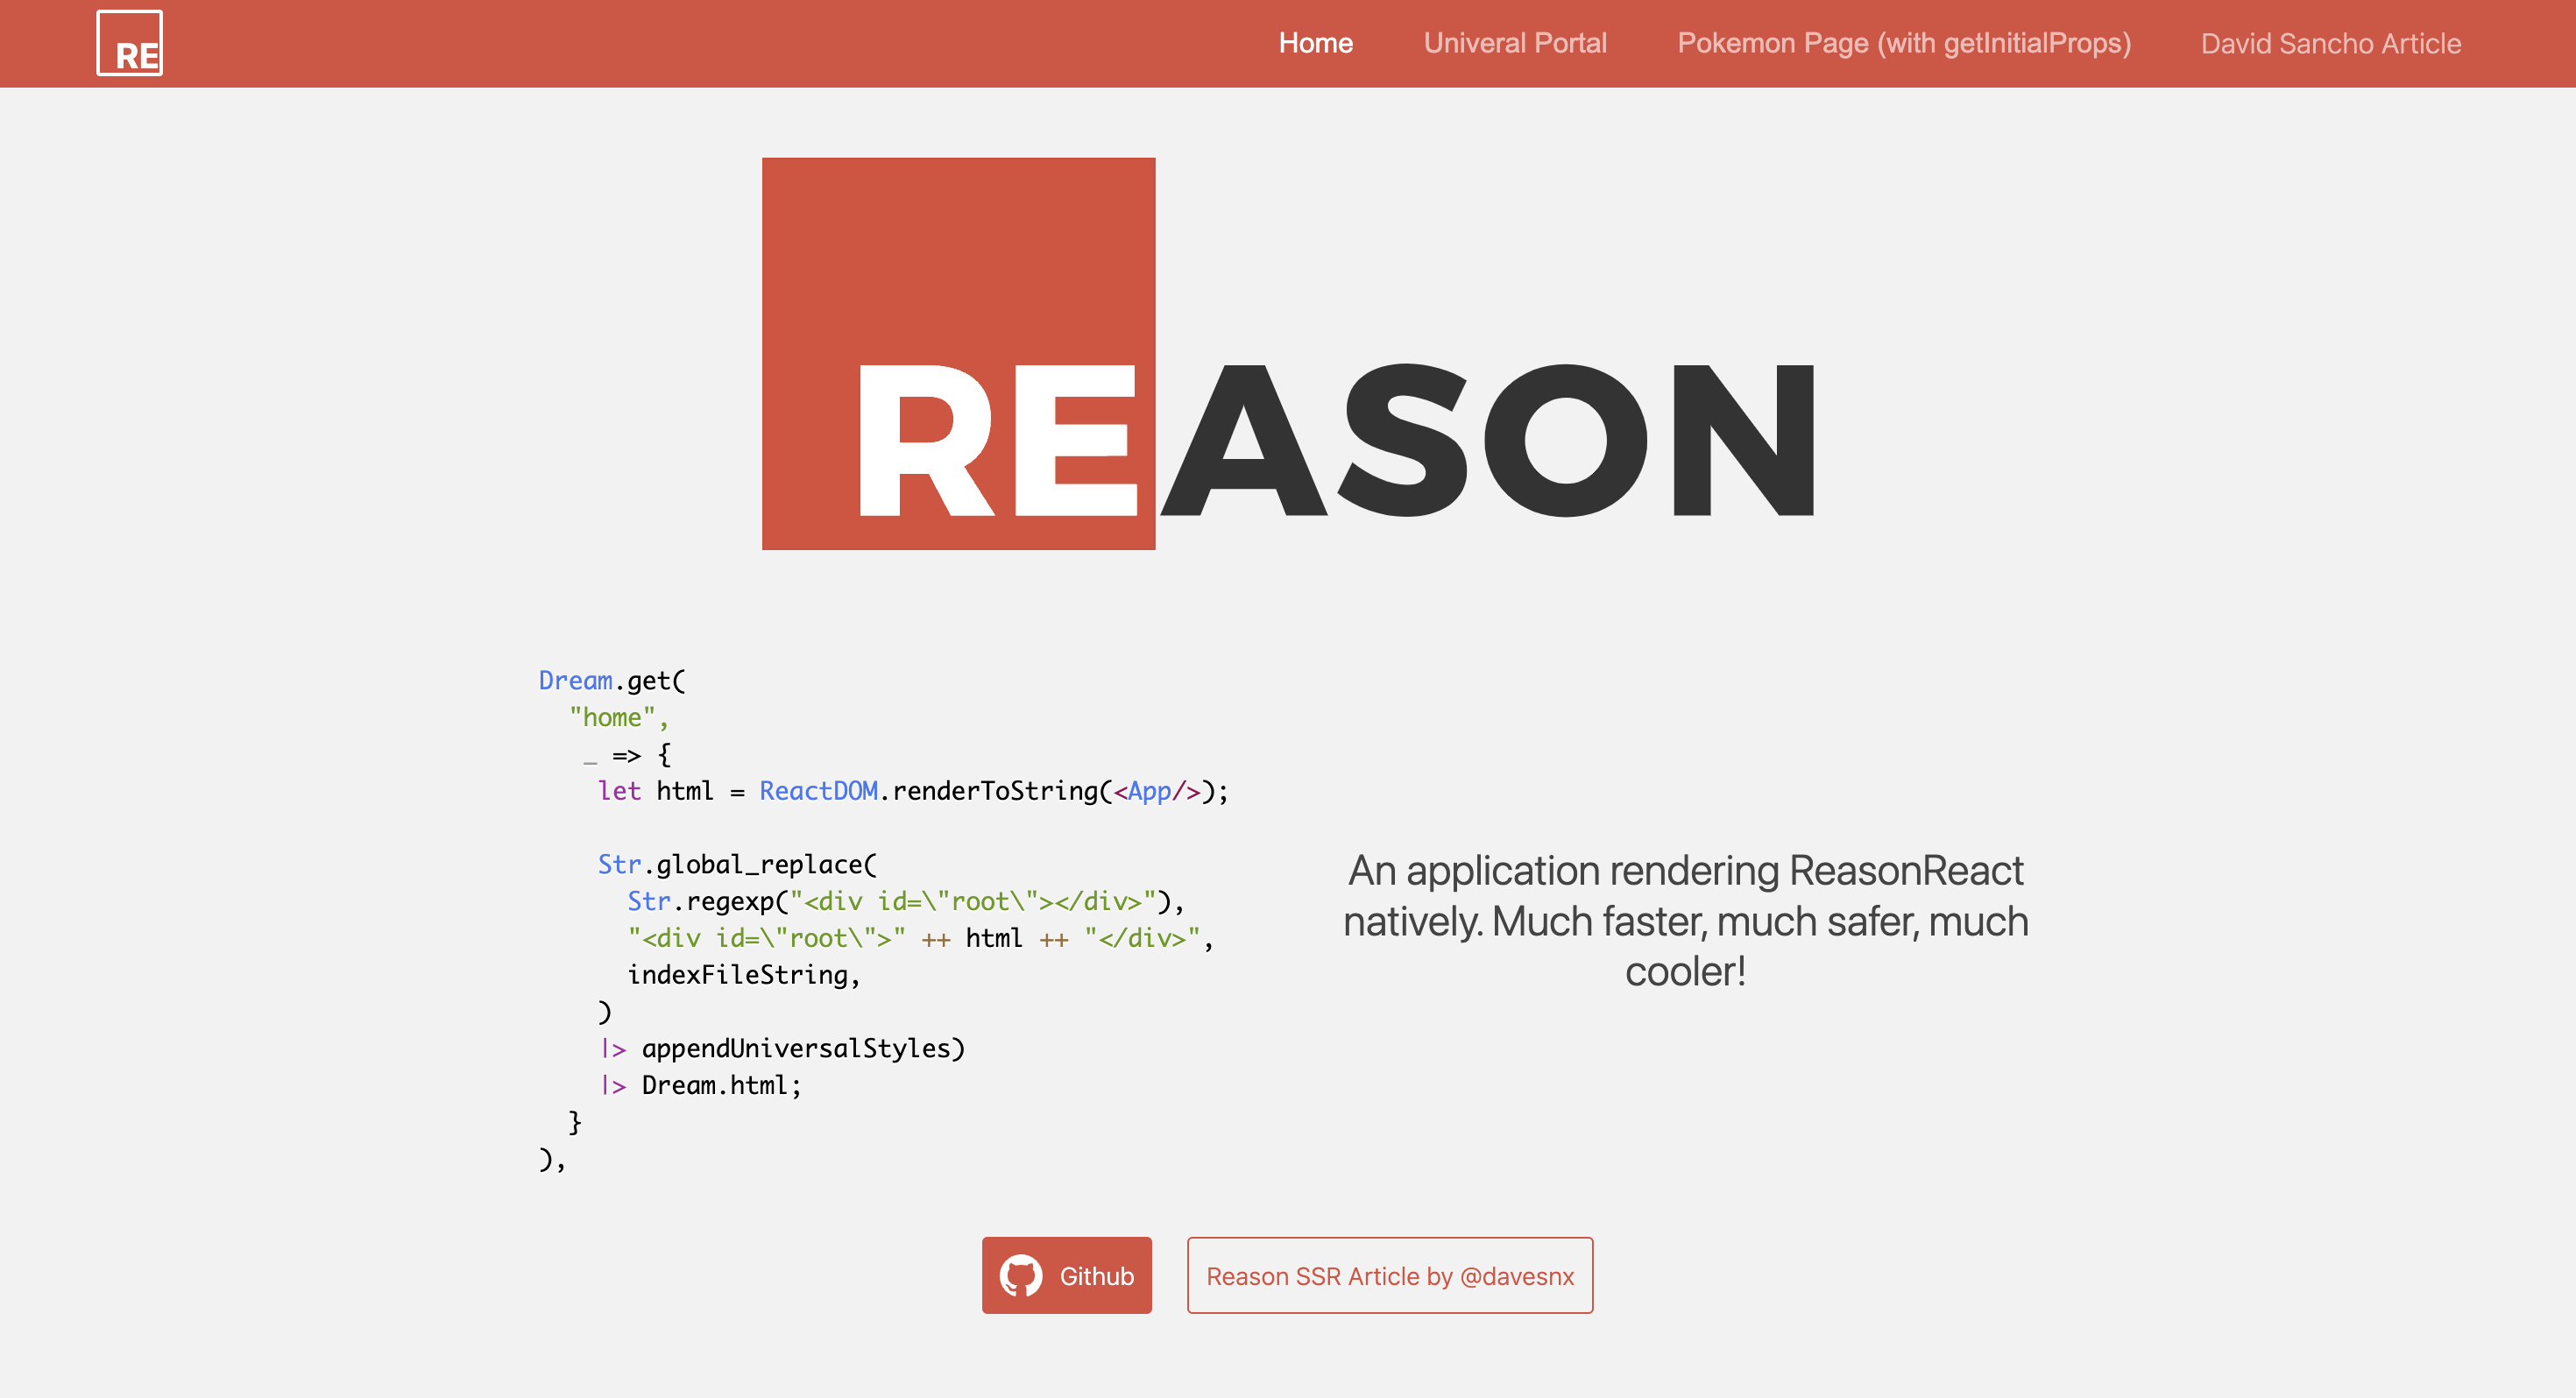 RE
Home
Univeral Portal
Pokemon Page (with getInitialProps)
David Sancho Article
REASON
Dream.get(
  "home",
   _ => {
    let html = ReactDOM.renderToString(<App/>);
    Str.global_replace(
      Str.regexp("<div id=\"root\"></div>"),
      "<div id=\"root\">" ++ html ++ "</div>",
      indexFileString,
    )
    |> appendUniversalStyles)
    |> Dream.html;
  }
),
An application rendering ReasonReact
natively. Much faster, much safer, much
cooler!
Github
Reason SSR Article by @davesnx